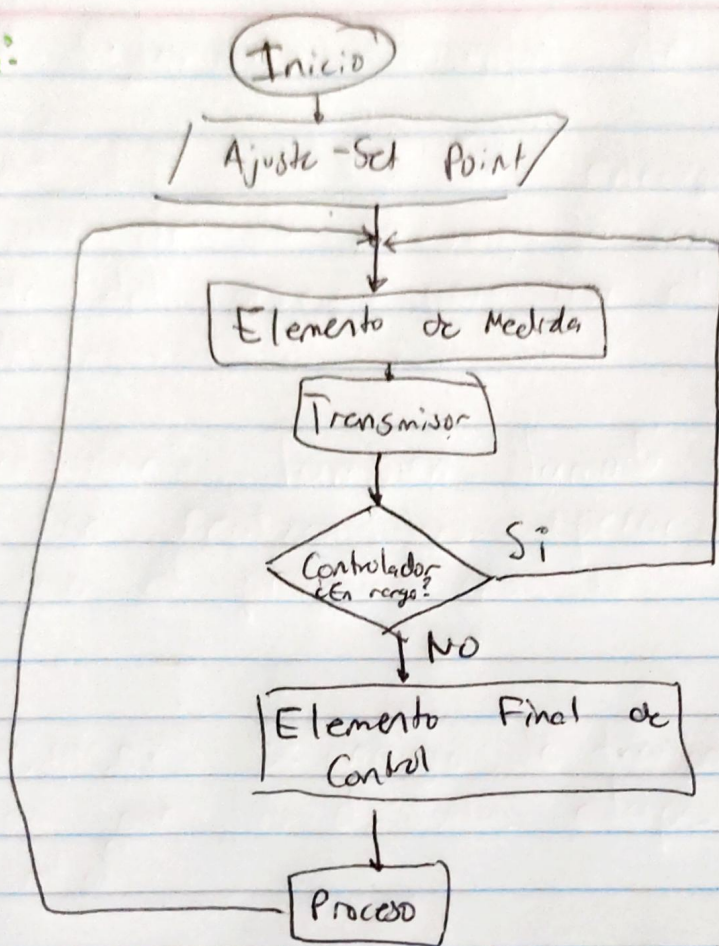 Inicio
Ajuste - Set Point
Elemento de Medida
Transmisor
Controlador
¿En rango?
Si
NO
Elemento Final de
Control
Proceso